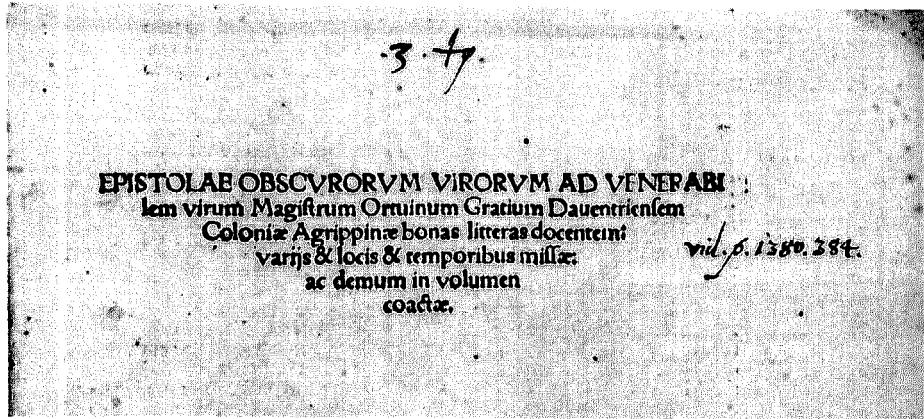 ·3·
EPISTOLAE OBSCVRORVM VIRORVM AD VENERABI
lem virum Magiſtrum Ortuinum Gratium Dauentrienſem
Coloniæ Agrippinæ bonas litteras docentem:
varijs & locis & temporibus miſſæ:
ac demum in volumen
coactæ.
vid. p. 1380. 384.